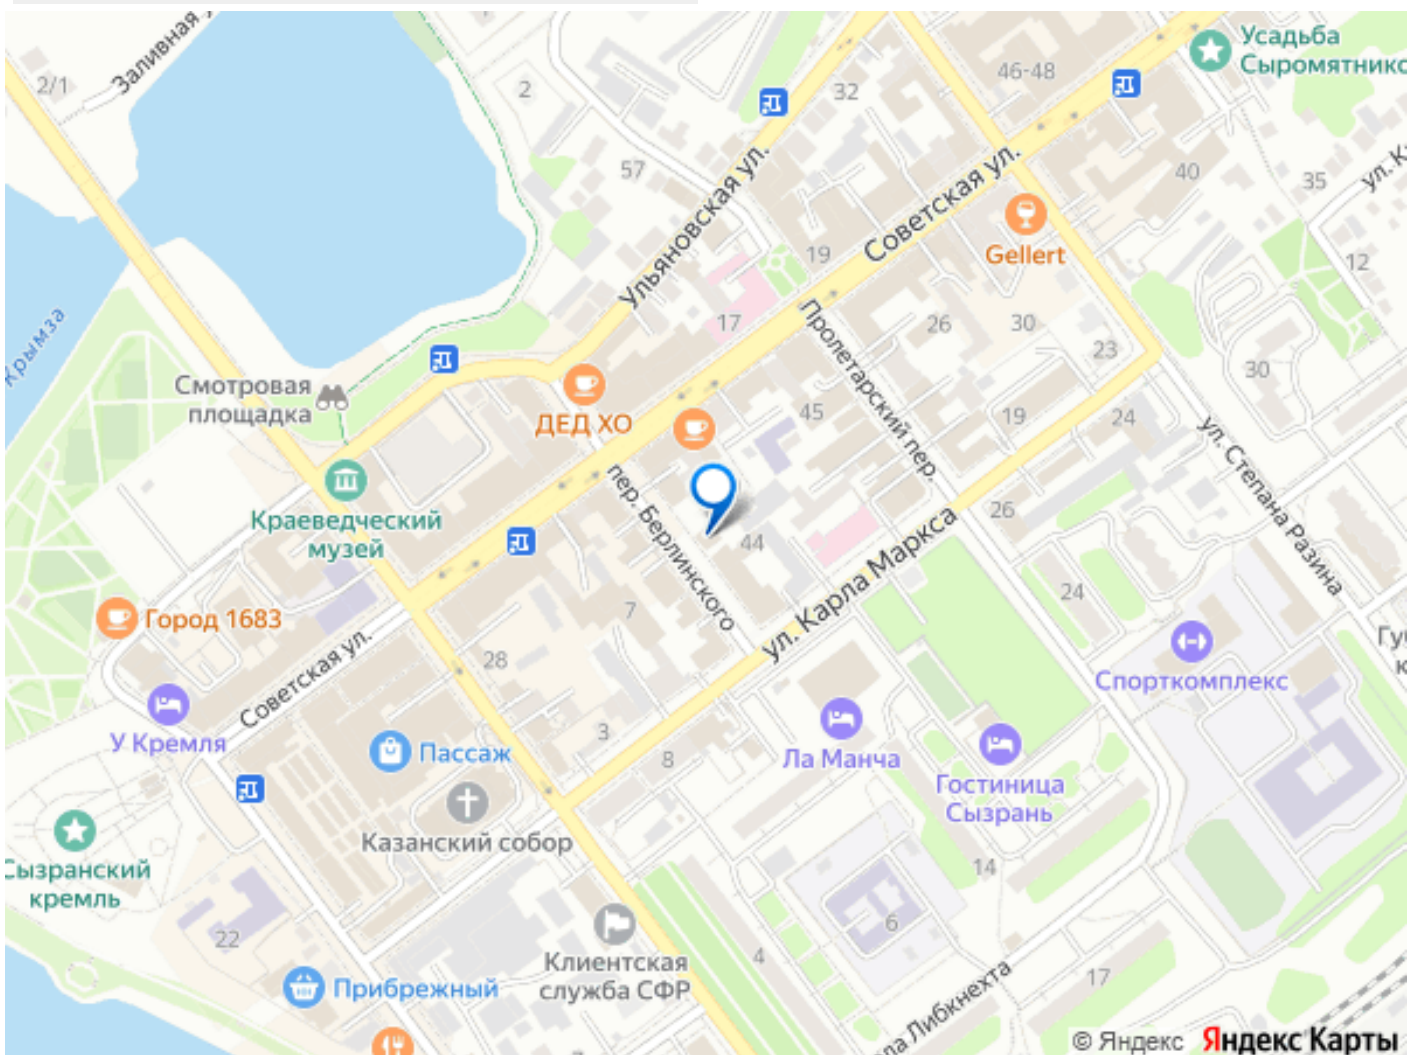 Заливная
2/1
2
32
46-48
Усадьба
Сыромятникс
57
40
35
ул. К
Ульяновская ул.
Советская ул.
Gellert
19
12
Крымза
17
Пролетарский пер.
26
30
23
30
Смотровая
площадка
ДЕД ХО
45
19
24
ул. Степана Разина
Краеведческий
музей
пер. Берлинского
44
26
ул. Карла Маркса
24
Город 1683
7
28
Советская ул.
Спорткомплекс
Гу
к
У Кремля
Пассаж
3
8
Ла Манча
Гостиница
Сызрань
Казанский собор
Сызранский
кремль
14
22
6
Клиентская
служба СФР
4
17
Прибрежный
ла Либкнехта
© Яндекс Яндекс Карты